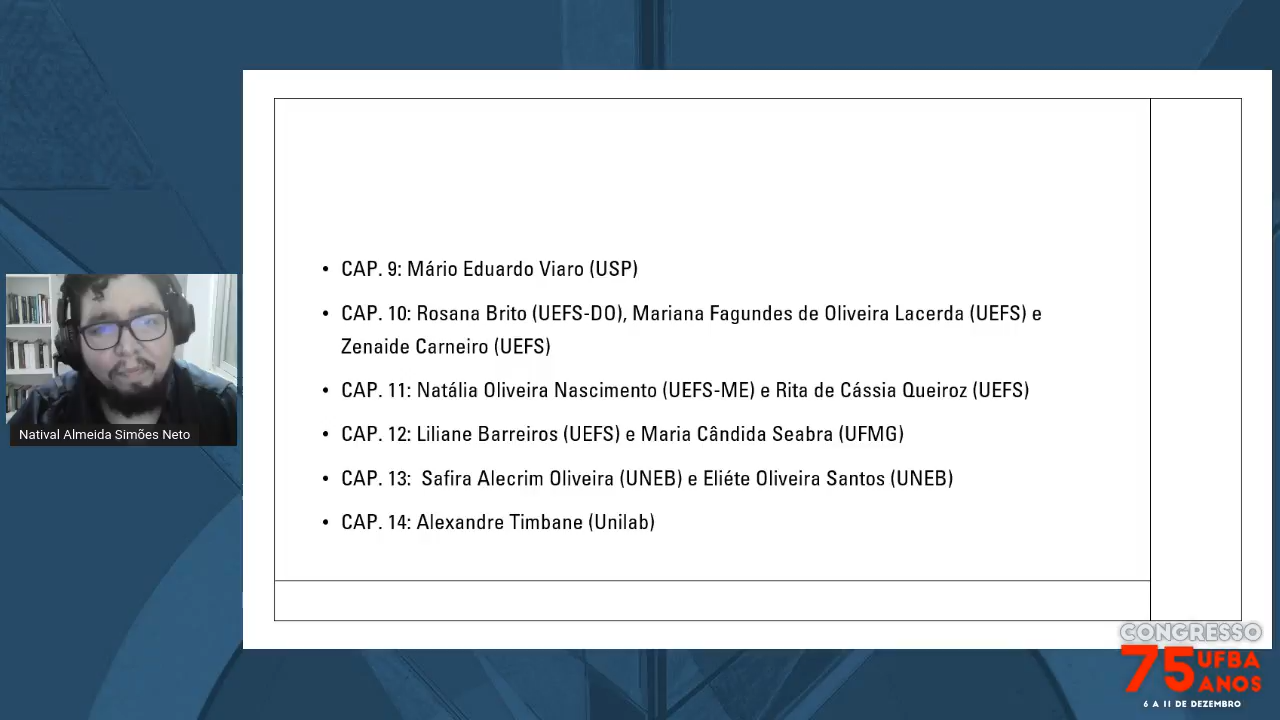 • CAP. 9: Mário Eduardo Viaro (USP)
• CAP. 10: Rosana Brito (UEFS-DO), Mariana Fagundes de Oliveira Lacerda (UEFS) e
Zenaide Carneiro (UEFS)
• CAP. 11: Natália Oliveira Nascimento (UEFS-ME) e Rita de Cássia Queiroz (UEFS)
• CAP. 12: Liliane Barreiros (UEFS) e Maria Cândida Seabra (UFMG)
• CAP. 13: Safira Alecrim Oliveira (UNEB) e Eliéte Oliveira Santos (UNEB)
• CAP. 14: Alexandre Timbane (Unilab)
Natival Almeida Simões Neto
CONGRESSO
75 UFBA
ANOS
6 A 11 DE DEZEMBRO